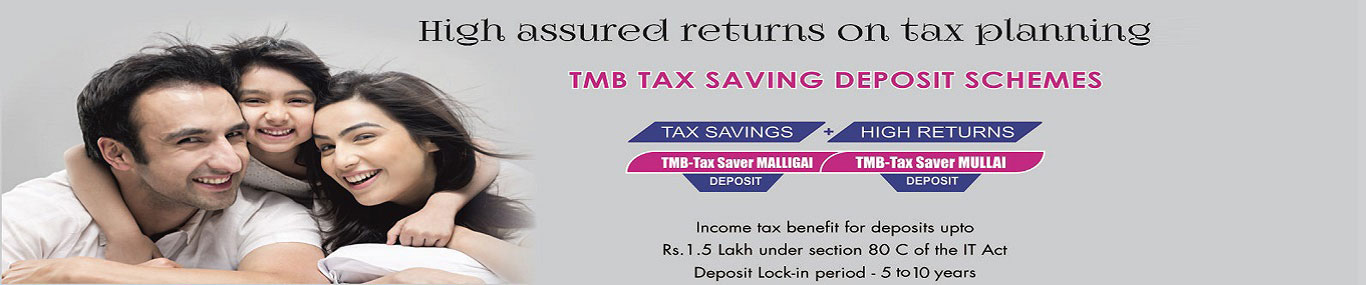 High assured returns on tax planning
TMB TAX SAVING DEPOSIT SCHEMES
TAX SAVINGS + HIGH RETURNS
TMB-Tax Saver MALLIGAI TMB-Tax Saver MULLAI
DEPOSIT DEPOSIT
Income tax benefit for deposits upto
Rs.1.5 Lakh under section 80 C of the IT Act
Deposit Lock-in period - 5 to 10 years